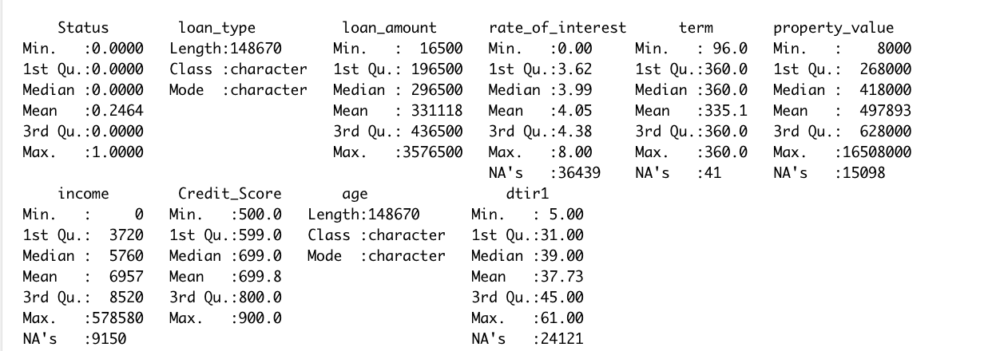 Status        loan_type          loan_amount      rate_of_interest      term       property_value
Min.   :0.0000   Length:148670      Min.   :  16500   Min.   :0.00     Min.   : 96.0   Min.   :    8000
1st Qu.:0.0000   Class :character   1st Qu.: 196500   1st Qu.:3.62     1st Qu.:360.0   1st Qu.:  268000
Median :0.0000   Mode  :character   Median : 296500   Median :3.99     Median :360.0   Median :  418000
Mean   :0.2464                      Mean   : 331118   Mean   :4.05     Mean   :335.1   Mean   :  497893
3rd Qu.:0.0000                      3rd Qu.: 436500   3rd Qu.:4.38     3rd Qu.:360.0   3rd Qu.:  628000
Max.   :1.0000                      Max.   :3576500   Max.   :8.00     Max.   :360.0   Max.   :16508000
                                                      NA's   :36439    NA's   :41      NA's   :15098
    income        Credit_Score      age                 dtir1
Min.   :     0   Min.   :500.0   Length:148670      Min.   : 5.00
1st Qu.:  3720   1st Qu.:599.0   Class :character   1st Qu.:31.00
Median :  5760   Median :699.0   Mode  :character   Median :39.00
Mean   :  6957   Mean   :699.8                      Mean   :37.73
3rd Qu.:  8520   3rd Qu.:800.0                      3rd Qu.:45.00
Max.   :578580   Max.   :900.0                      Max.   :61.00
NA's   :9150                                        NA's   :24121